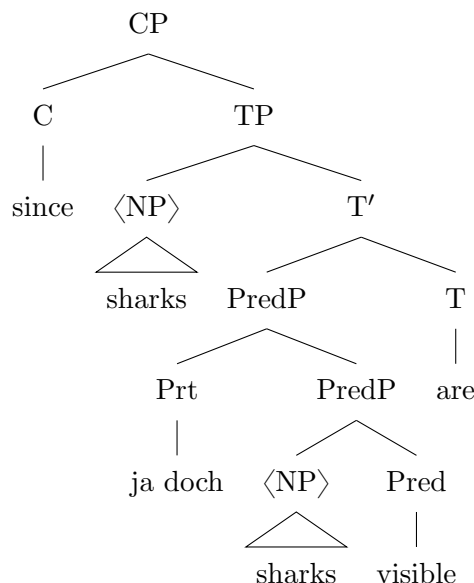 CP
C TP
since ⟨NP⟩ T′
sharks PredP T
Prt PredP are
ja doch ⟨NP⟩ Pred
sharks visible